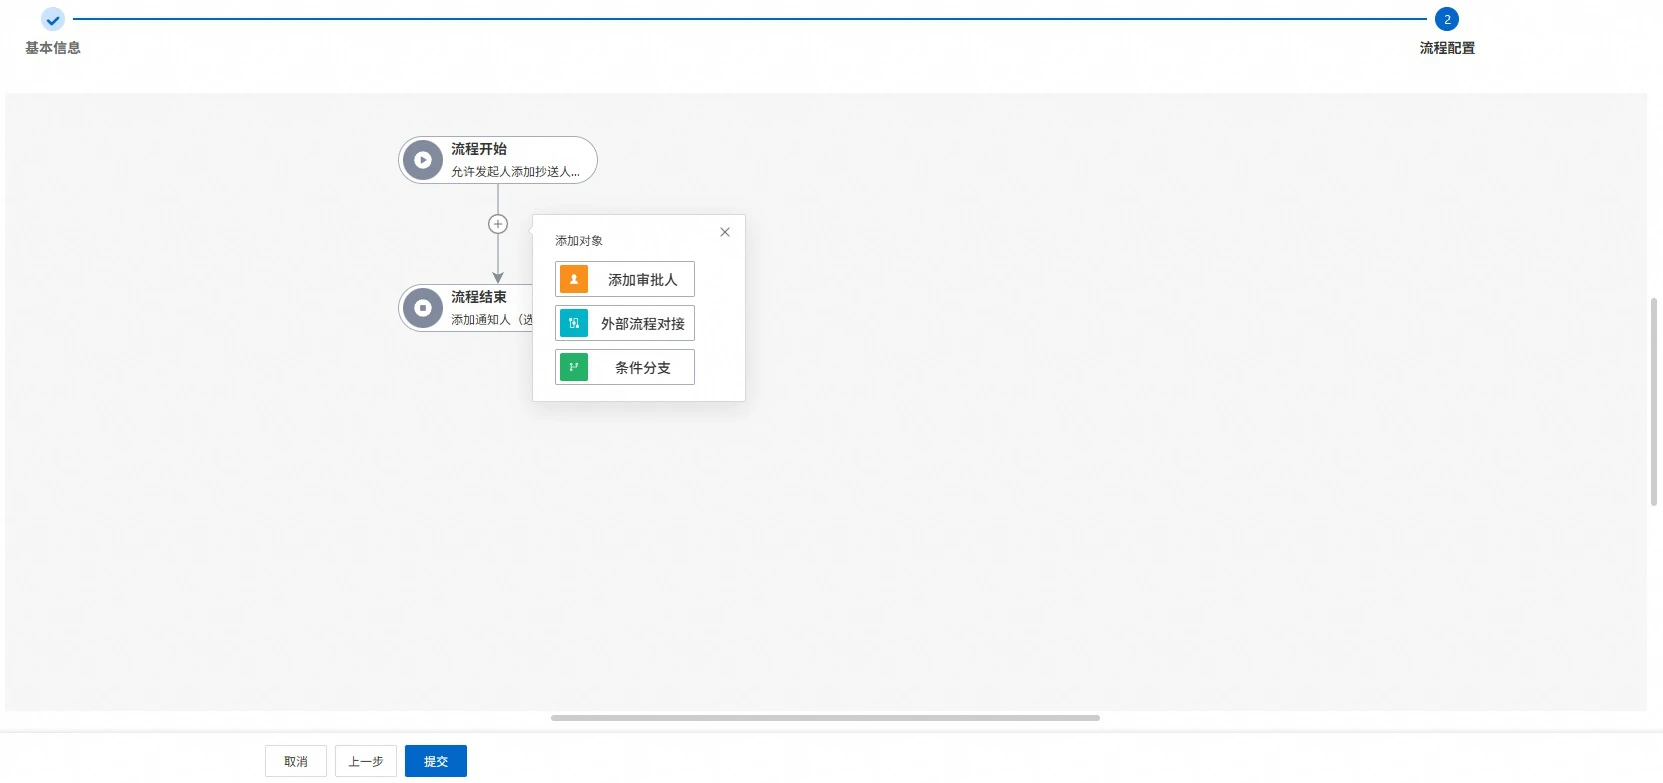 2
基本信息
流程配置
流程开始
允许发起人添加抄送人...
添加对象
添加审批人
流程结束
添加通知人（选
外部流程对接
条件分支
取消
上一步
提交